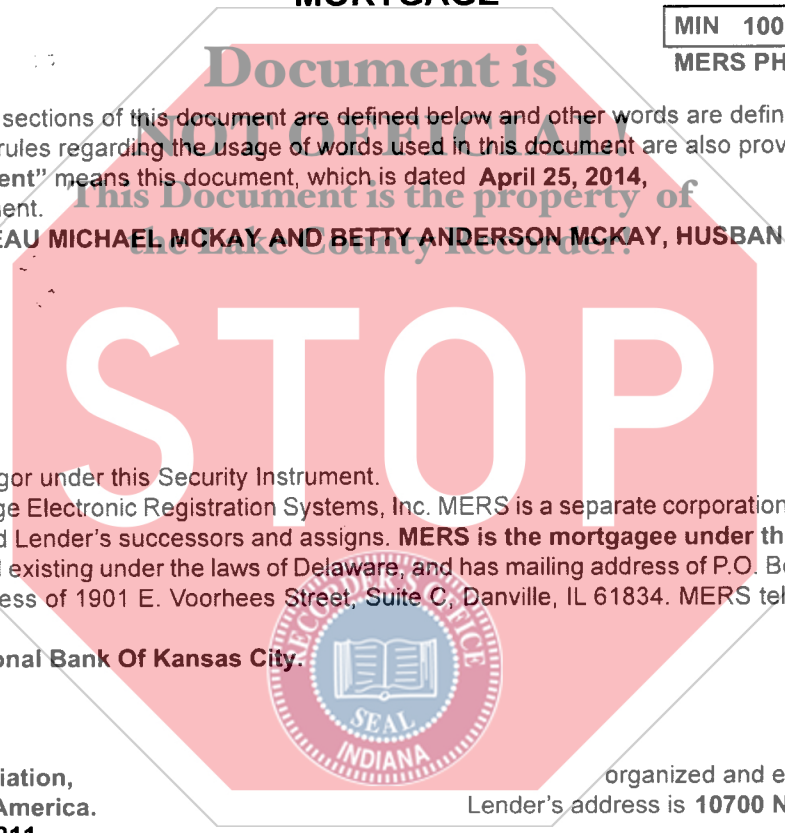 MORTGAGE
MIN 100
MERS PH
Document is
sections of this document are defined below and other words are defin
NOT OFFICIAL!
rules regarding the usage of words used in this document are also prov
ent" means this document, which is dated April 25, 2014,
This Document is the property of
ent.
EAU MICHAEL MCKAY AND BETTY ANDERSON MCKAY, HUSBAN
the Lake County Recorder!
STOP
gor under this Security Instrument.
ge Electronic Registration Systems, Inc. MERS is a separate corporation
d Lender's successors and assigns. MERS is the mortgagee under th
existing under the laws of Delaware, and has mailing address of P.O. Bo
ess of 1901 E. Voorhees Street, Suite C, Danville, IL 61834. MERS tel
onal Bank Of Kansas City.
RECORDER'S OFFICE
SEAL
INDIANA
iation,
organized and e
America.
Lender's address is 10700 N